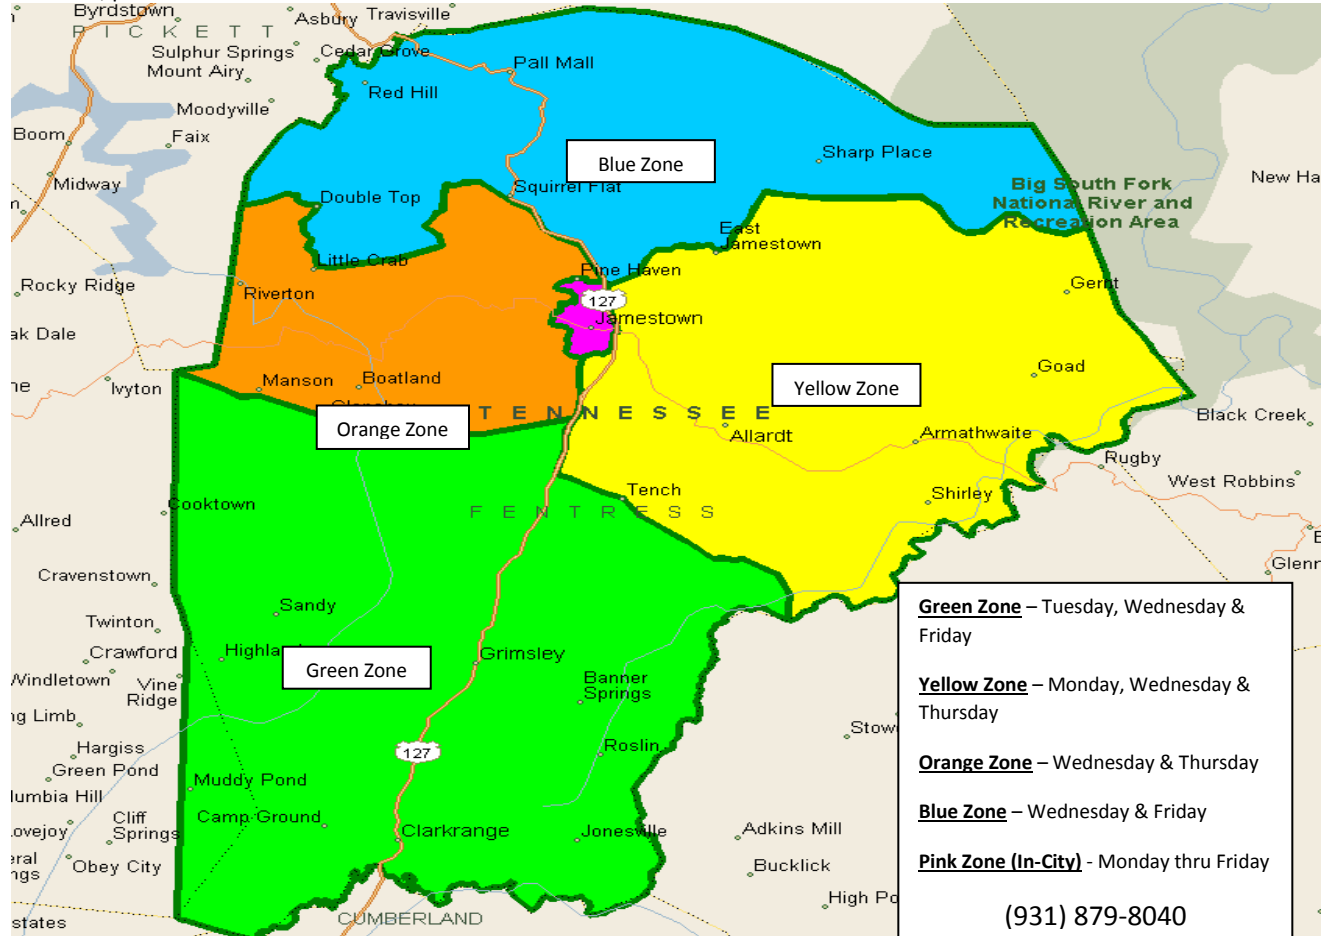 Byrdstown
Asbury
Travisville
PICKETT
Sulphur Springs
Cedar Grove
Mount Airy
Pall Mall
Red Hill
Moodyville
Boom
Faix
Blue Zone
Sharp Place
Midway
Double Top
Squirrel Flat
Big South Fork
National River and
Recreation Area
New Ha
East
Jamestown
Little Crab
Pine Haven
Rocky Ridge
Riverton
127
Gernt
Jamestown
ak Dale
Ivyton
Manson
Boatland
Yellow Zone
Goad
TENNESSEE
Orange Zone
Allardt
Armathwaite
Black Creek
Rugby
West Robbins
Cooktown
Tench
Shirley
Allred
FENTRESS
Glenn
Cravenstown
Sandy
Twinton
Crawford
Highla
Green Zone
Grimsley
Windletown
Vine
Ridge
Banner
Springs
ng Limb
Stow
Hargiss
127
Roslin
Green Pond
Muddy Pond
lumbia Hill
Camp Ground
Cliff
Springs
Lovejoy
Clarkrange
Jonesville
Adkins Mill
eral
ngs
Obey City
Bucklick
High Po
states
CUMBERLAND
Green Zone – Tuesday, Wednesday &
Friday
Yellow Zone – Monday, Wednesday &
Thursday
Orange Zone – Wednesday & Thursday
Blue Zone – Wednesday & Friday
Pink Zone (In-City) - Monday thru Friday
(931) 879-8040